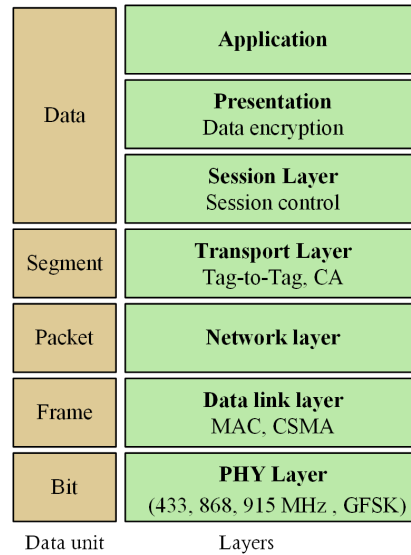 Application
Data
Presentation
Data encryption
Session Layer
Session control
Segment
Transport Layer
Tag-to-Tag, CA
Packet
Network layer
Frame
Data link layer
MAC, CSMA
Bit
PHY Layer
(433, 868, 915 MHz , GFSK)
Data unit
Layers